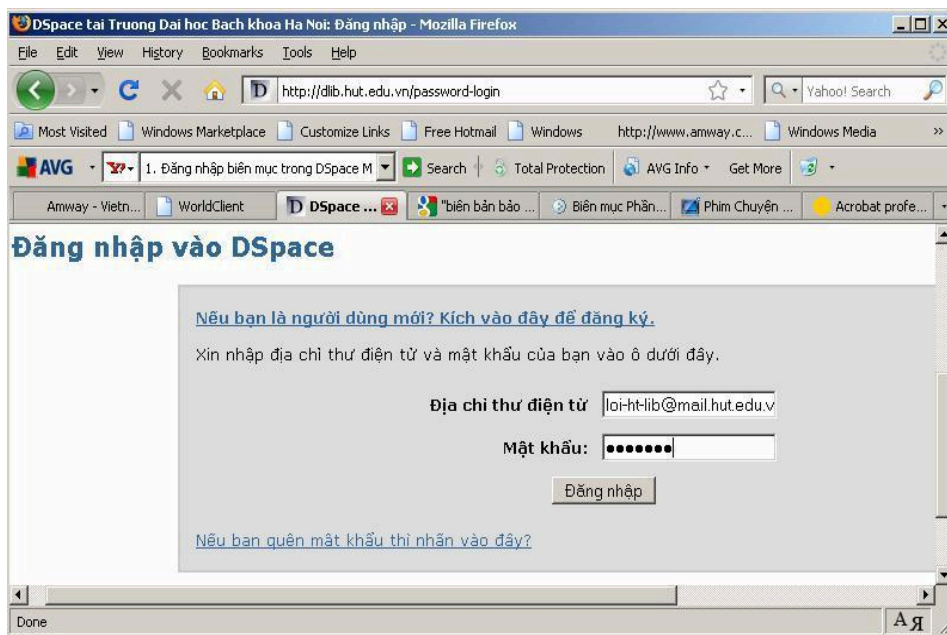 DSpace tai Truong Dai hoc Bach khoa Ha Noi: Đăng nhập - Mozilla Firefox
File Edit View History Bookmarks Tools Help
D http://dlib.hut.edu.vn/password-login Yahoo! Search
Most Visited Windows Marketplace Customize Links Free Hotmail Windows http://www.amway.c... Windows Media »
AVG Y! 1. Đăng nhập biên mục trong DSpace M Search Total Protection AVG Info Get More
Amway - Vietn... WorldClient D DSpace ... "biên bản bảo ... Biên mục Phần... Phim Chuyện ... Acrobat profe...
Đăng nhập vào DSpace
Nếu bạn là người dùng mới? Kích vào đây để đăng ký.
Xin nhập địa chỉ thư điện tử và mật khẩu của bạn vào ô dưới đây.
Địa chỉ thư điện tử loi-ht-lib@mail.hut.edu.v
Mật khẩu: •••••••
Đăng nhập
Nếu bạn quên mật khẩu thì nhấn vào đây?
Done Aя